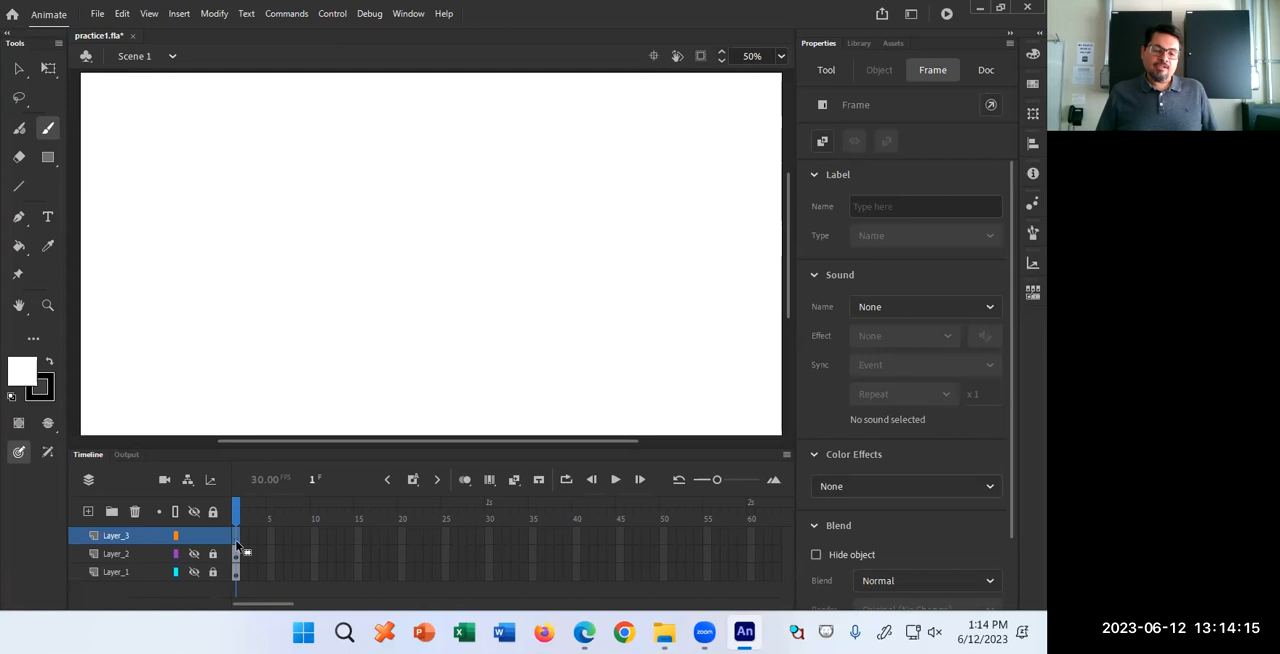 Animate File Edit View Insert Modify Text Commands Control Debug Window Help
practice1.fla*
Tools
Scene 1
50%
Properties Library Assets
Tool Object Frame Doc
Frame
Label
Name Type here
Type Name
Sound
Name None
Effect None
Sync Event
Repeat x 1
No sound selected
Color Effects
None
Blend
Hide object
Blend Normal
Timeline Output
30.00 FPS 1 F
1s 2s
5 10 15 20 25 30 35 40 45 50 55 60
Layer_3
Layer_2
Layer_1
1:14 PM
6/12/2023
2023-06-12 13:14:15